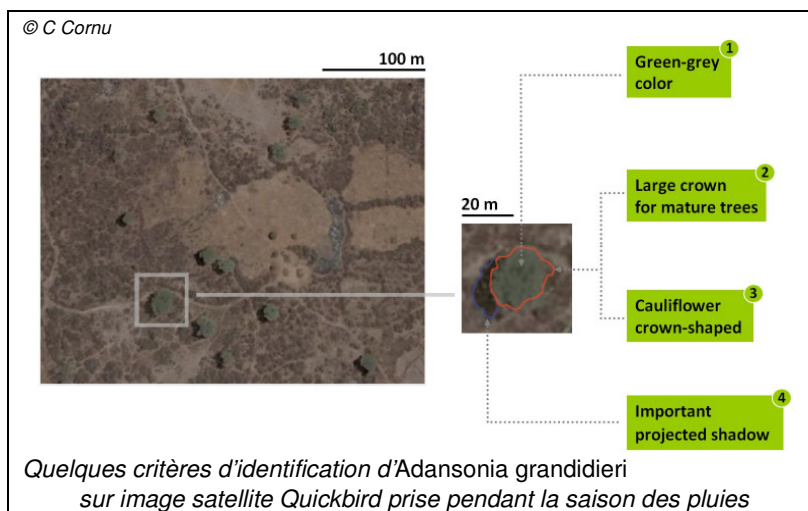 © C Cornu
100 m
1
Green-grey
color
2
Large crown
for mature trees
20 m
3
Cauliflower
crown-shaped
4
Important
projected shadow
Quelques critères d'identification d'Adansonia grandidieri
sur image satellite Quickbird prise pendant la saison des pluies